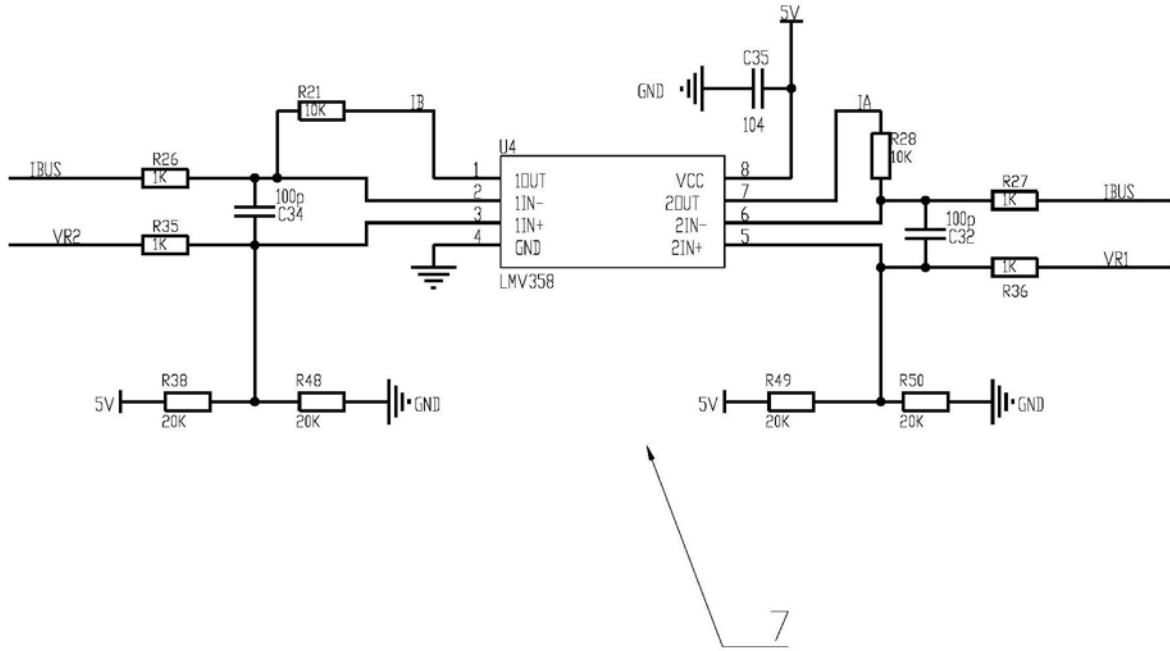 5V
C35
GND
104
R21
10K
IB
IA
R28
10K
U4
IBUS
R26
1K
1
1OUT
VCC
8
2
1IN-
2OUT
7
3
1IN+
2IN-
6
4
GND
2IN+
5
LMV358
100p
C34
VR2
R35
1K
R27
1K
IBUS
100p
C32
1K
R36
VR1
5V
R38
20K
R48
20K
GND
5V
R49
20K
R50
20K
GND
7